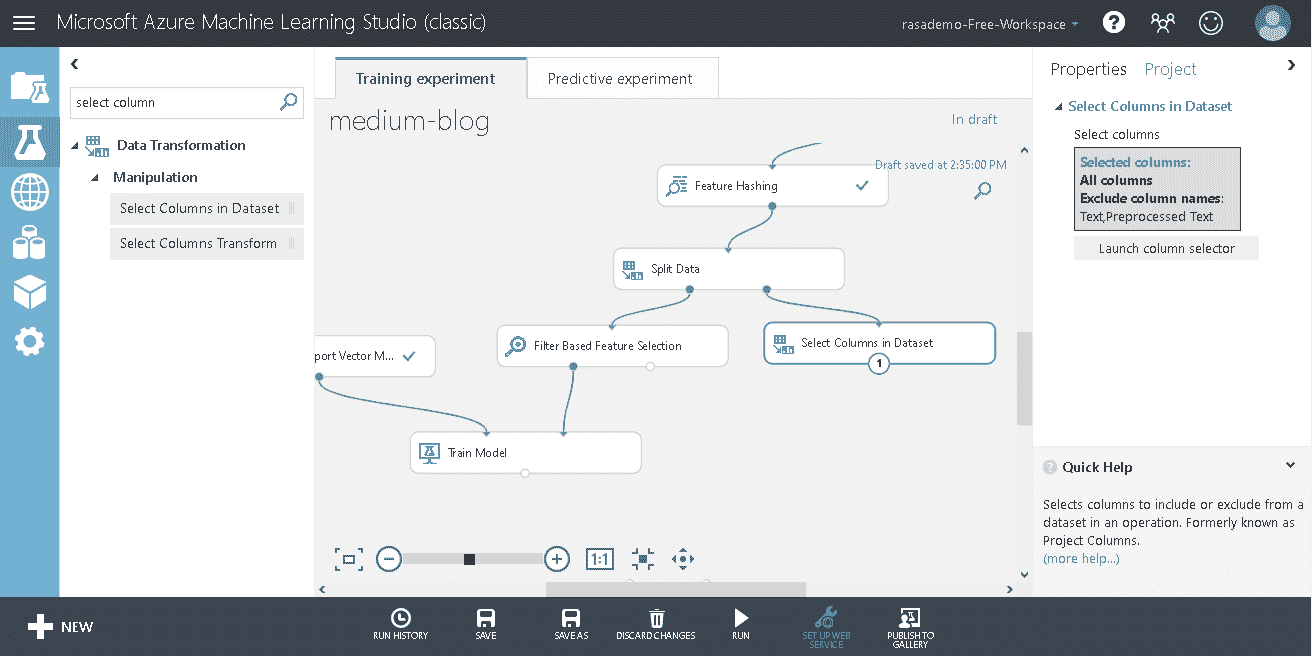 Microsoft Azure Machine Learning Studio (classic)
rasademo-Free-Workspace
?
select column
Data Transformation
Manipulation
Select Columns in Dataset
Select Columns Transform
Training experiment
Predictive experiment
medium-blog
In draft
Draft saved at 2:35:00 PM
Feature Hashing
Split Data
Filter Based Feature Selection
Select Columns in Dataset
1
port Vector M...
Train Model
1:1
Properties
Project
Select Columns in Dataset
Select columns
Selected columns:
All columns
Exclude column names:
Text,Preprocessed Text
Launch column selector
? Quick Help
Selects columns to include or exclude from a
dataset in an operation. Formerly known as
Project Columns.
(more help...)
NEW
RUN HISTORY
SAVE
SAVE AS
DISCARD CHANGES
RUN
SET UP WEB
SERVICE
PUBLISH TO
GALLERY